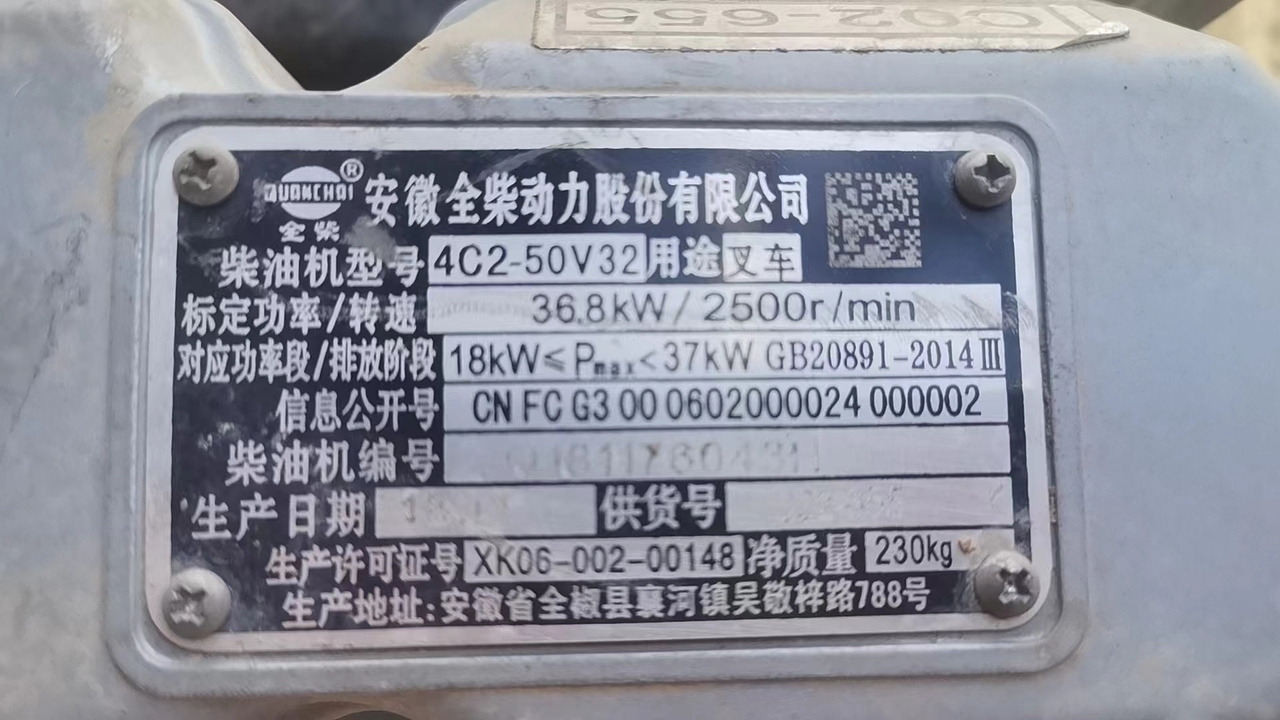 C02-655
QUANCHAI ® 安徽全柴动力股份有限公司
全柴
柴油机型号 4C2-50V32 用途 叉车
标定功率/转速 36.8kW/2500r/min
对应功率段/排放阶段 18kW≤Pmax<37kW GB20891-2014Ⅲ
信息公开号 CN FC G3 00 0602000024 000002
柴油机编号
生产日期 供货号
生产许可证号 XK06-002-00148 净质量 230kg
生产地址:安徽省全椒县襄河镇吴敬梓路788号